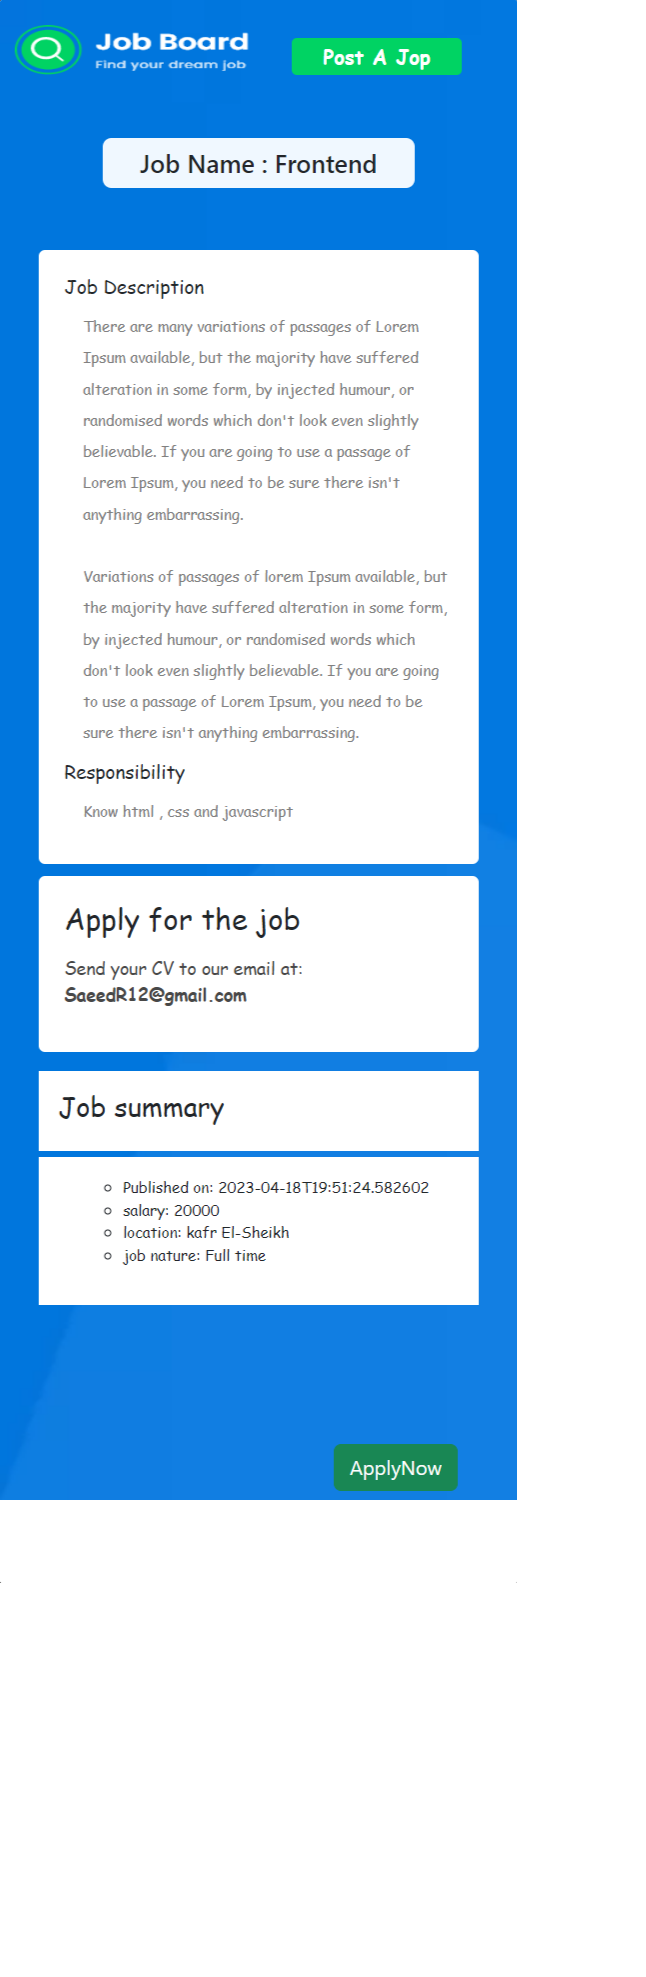 Job Board
Find your dream job
Post A Jop
Job Name : Frontend
Job Description
There are many variations of passages of Lorem
Ipsum available, but the majority have suffered
alteration in some form, by injected humour, or
randomised words which don't look even slightly
believable. If you are going to use a passage of
Lorem Ipsum, you need to be sure there isn't
anything embarrassing.
Variations of passages of lorem Ipsum available, but
the majority have suffered alteration in some form,
by injected humour, or randomised words which
don't look even slightly believable. If you are going
to use a passage of Lorem Ipsum, you need to be
sure there isn't anything embarrassing.
Responsibility
Know html , css and javascript
Apply for the job
Send your CV to our email at:
SaeedR12@gmail.com
Job summary
Published on: 2023-04-18T19:51:24.582602
salary: 20000
location: kafr El-Sheikh
job nature: Full time
ApplyNow